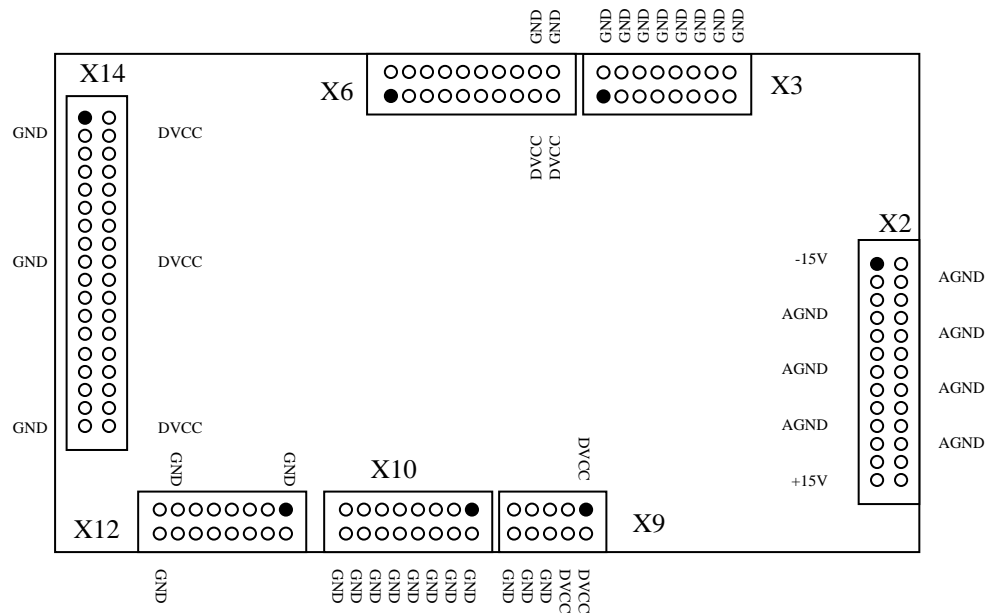 GND GND
GND GND GND GND GND GND GND GND
X14
X6
X3
GND
DVCC
DVCC DVCC
X2
-15V
AGND
GND
DVCC
AGND
AGND
AGND
AGND
AGND
GND
DVCC
AGND
GND
GND
X10
DVCC
+15V
X12
X9
GND
GND GND GND GND GND GND GND GND
GND GND GND DVCC DVCC